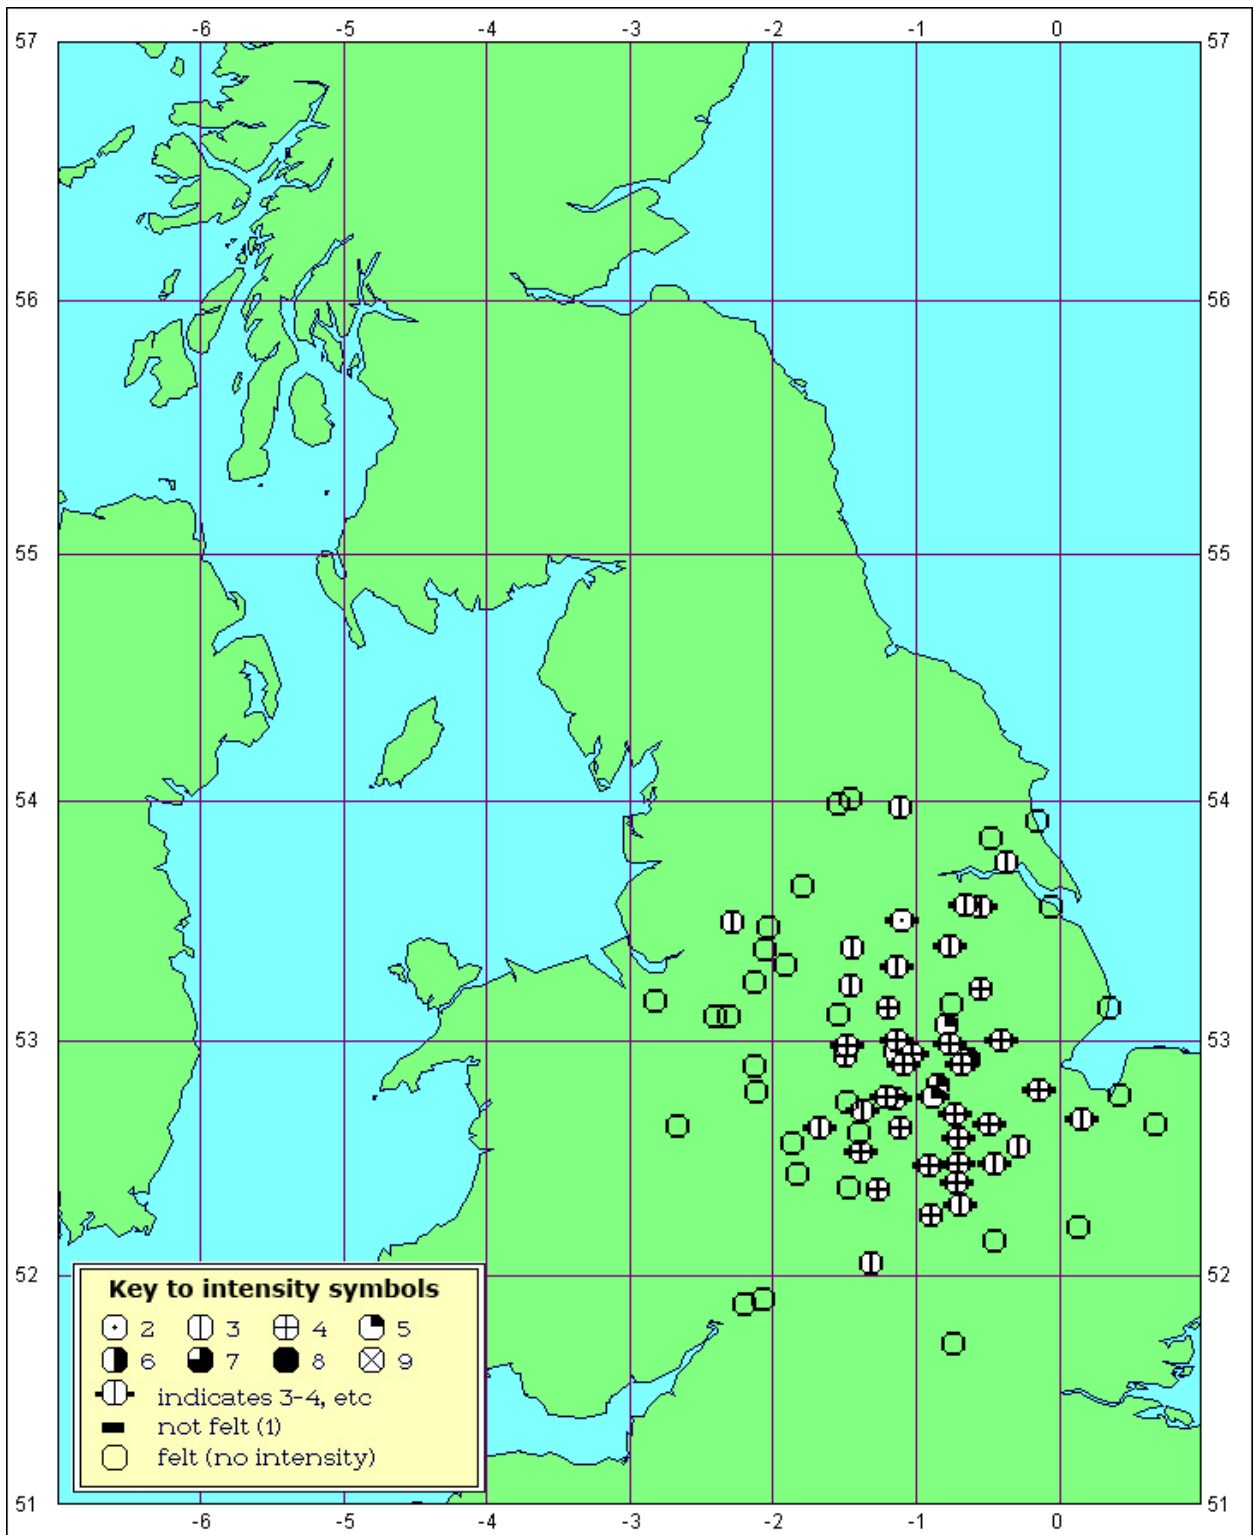 -6 -5 -4 -3 -2 -1 0
57 57
56 56
55 55
54 54
53 53
52 52
Key to intensity symbols
2 3 4 5
6 7 8 9
indicates 3-4, etc
not felt (1)
felt (no intensity)
51 51
-6 -5 -4 -3 -2 -1 0